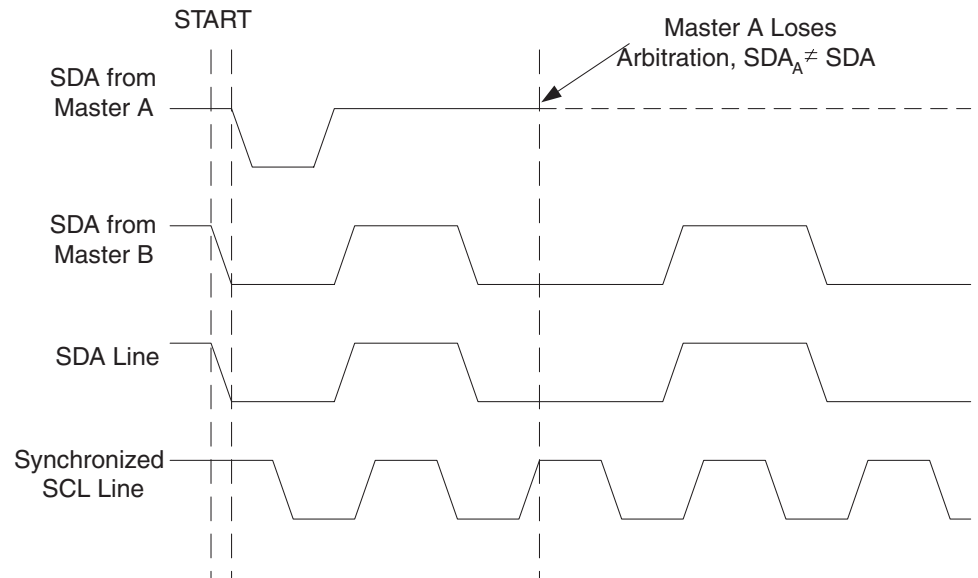 START
Master A Loses
Arbitration, SDA_A ≠ SDA
SDA from
Master A
SDA from
Master B
SDA Line
Synchronized
SCL Line